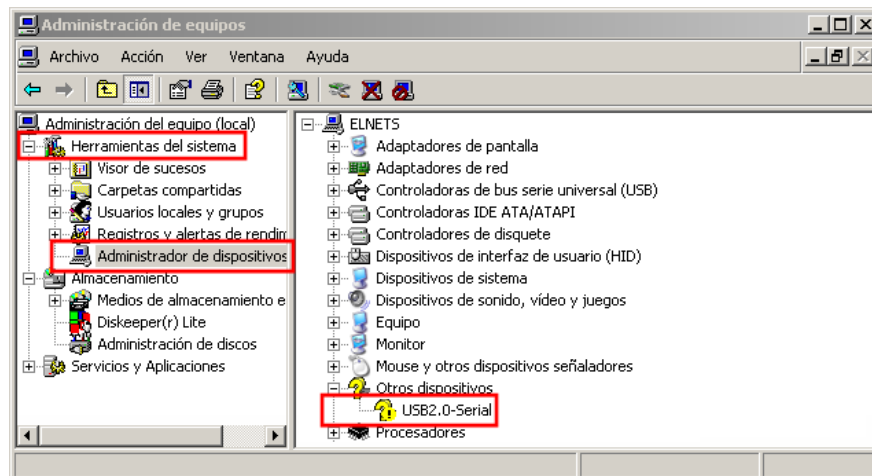 Administración de equipos
Archivo Acción Ver Ventana Ayuda
Administración del equipo (local)
Herramientas del sistema
Visor de sucesos
Carpetas compartidas
Usuarios locales y grupos
Registros y alertas de rendim
Administrador de dispositivos
Almacenamiento
Medios de almacenamiento e
Diskeeper(r) Lite
Administración de discos
Servicios y Aplicaciones
ELNETS
Adaptadores de pantalla
Adaptadores de red
Controladoras de bus serie universal (USB)
Controladoras IDE ATA/ATAPI
Controladores de disquete
Dispositivos de interfaz de usuario (HID)
Dispositivos de sistema
Dispositivos de sonido, vídeo y juegos
Equipo
Monitor
Mouse y otros dispositivos señaladores
Otros dispositivos
USB2.0-Serial
Procesadores